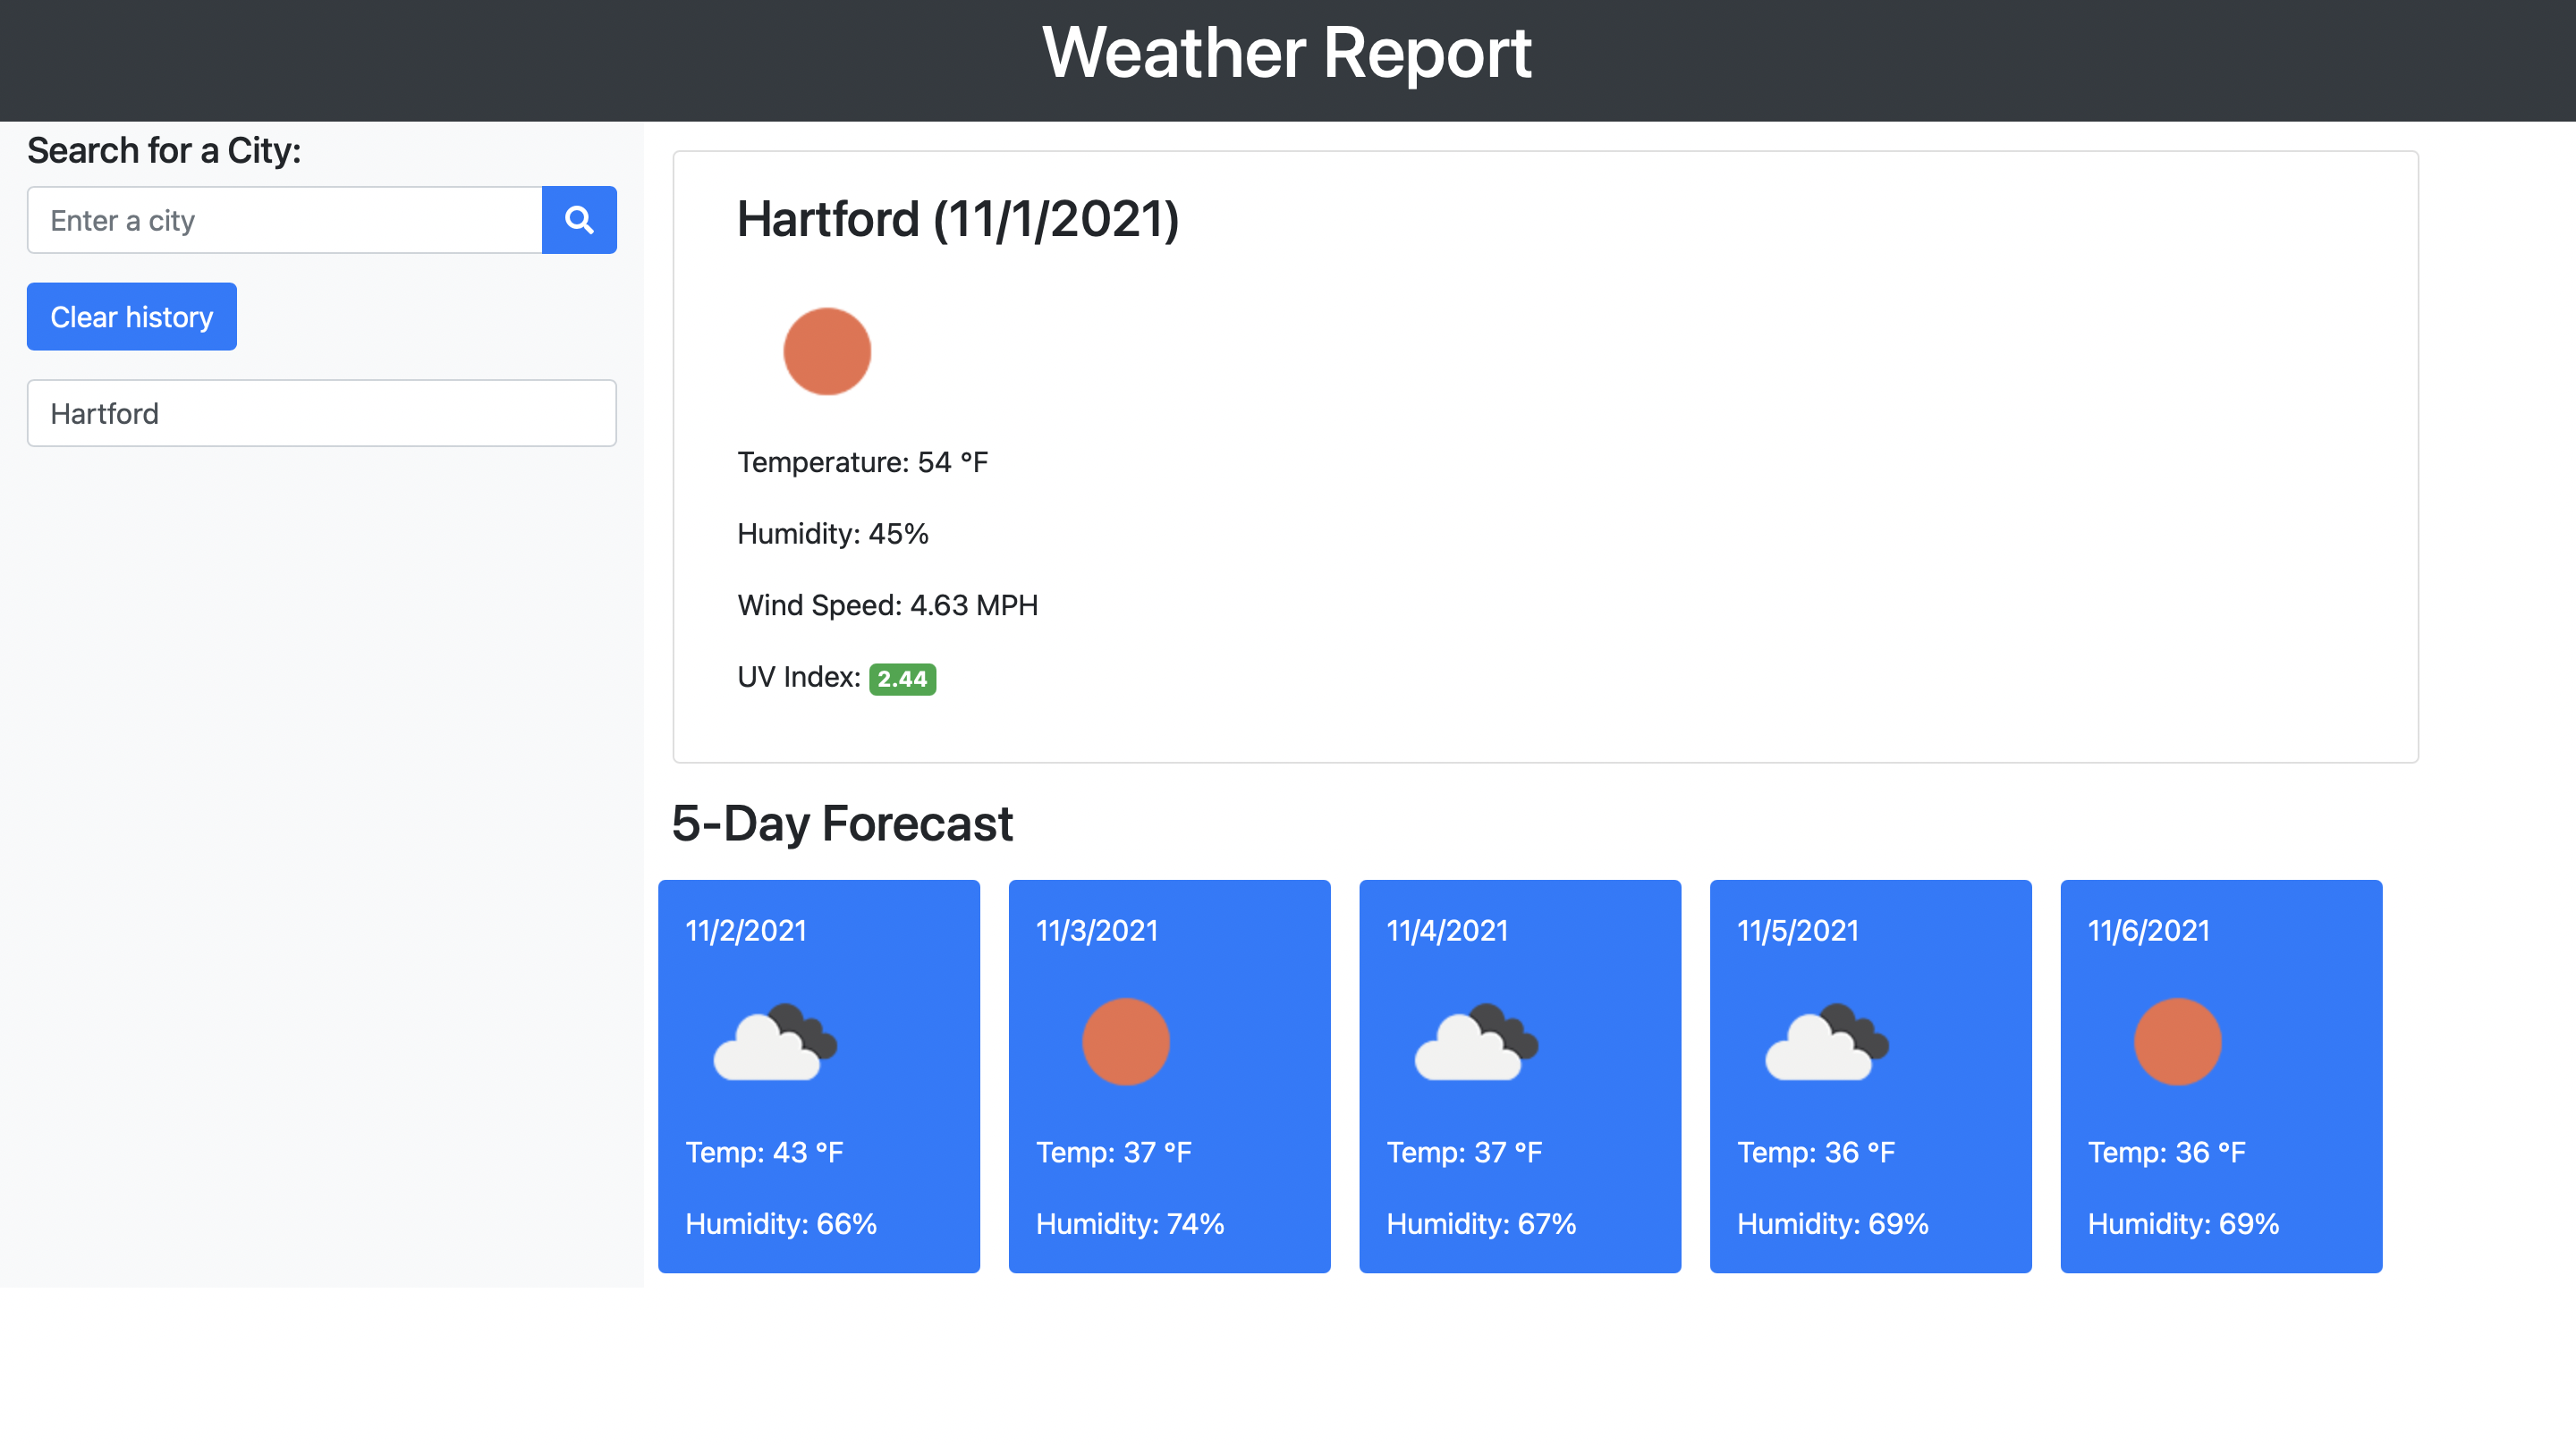 Weather Report
Search for a City:
Enter a city
Clear history
Hartford
Hartford (11/1/2021)
Temperature: 54 °F
Humidity: 45%
Wind Speed: 4.63 MPH
UV Index: 2.44
5-Day Forecast
11/2/2021
Temp: 43 °F
Humidity: 66%
11/3/2021
Temp: 37 °F
Humidity: 74%
11/4/2021
Temp: 37 °F
Humidity: 67%
11/5/2021
Temp: 36 °F
Humidity: 69%
11/6/2021
Temp: 36 °F
Humidity: 69%